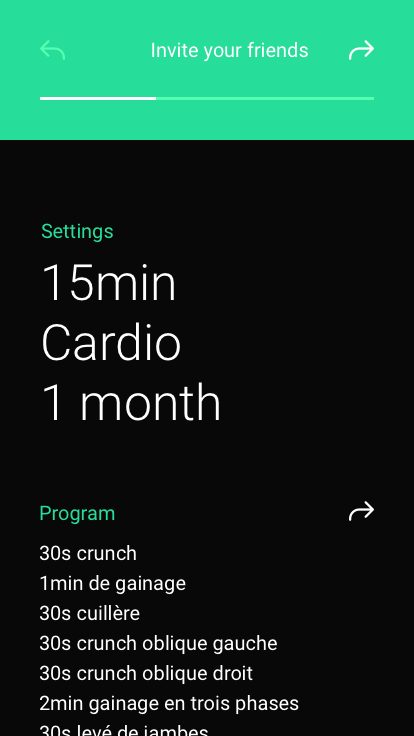 Invite your friends
Settings
15min
Cardio
1 month
Program
30s crunch
1min de gainage
30s cuillère
30s crunch oblique gauche
30s crunch oblique droit
2min gainage en trois phases
30s levé de jambes